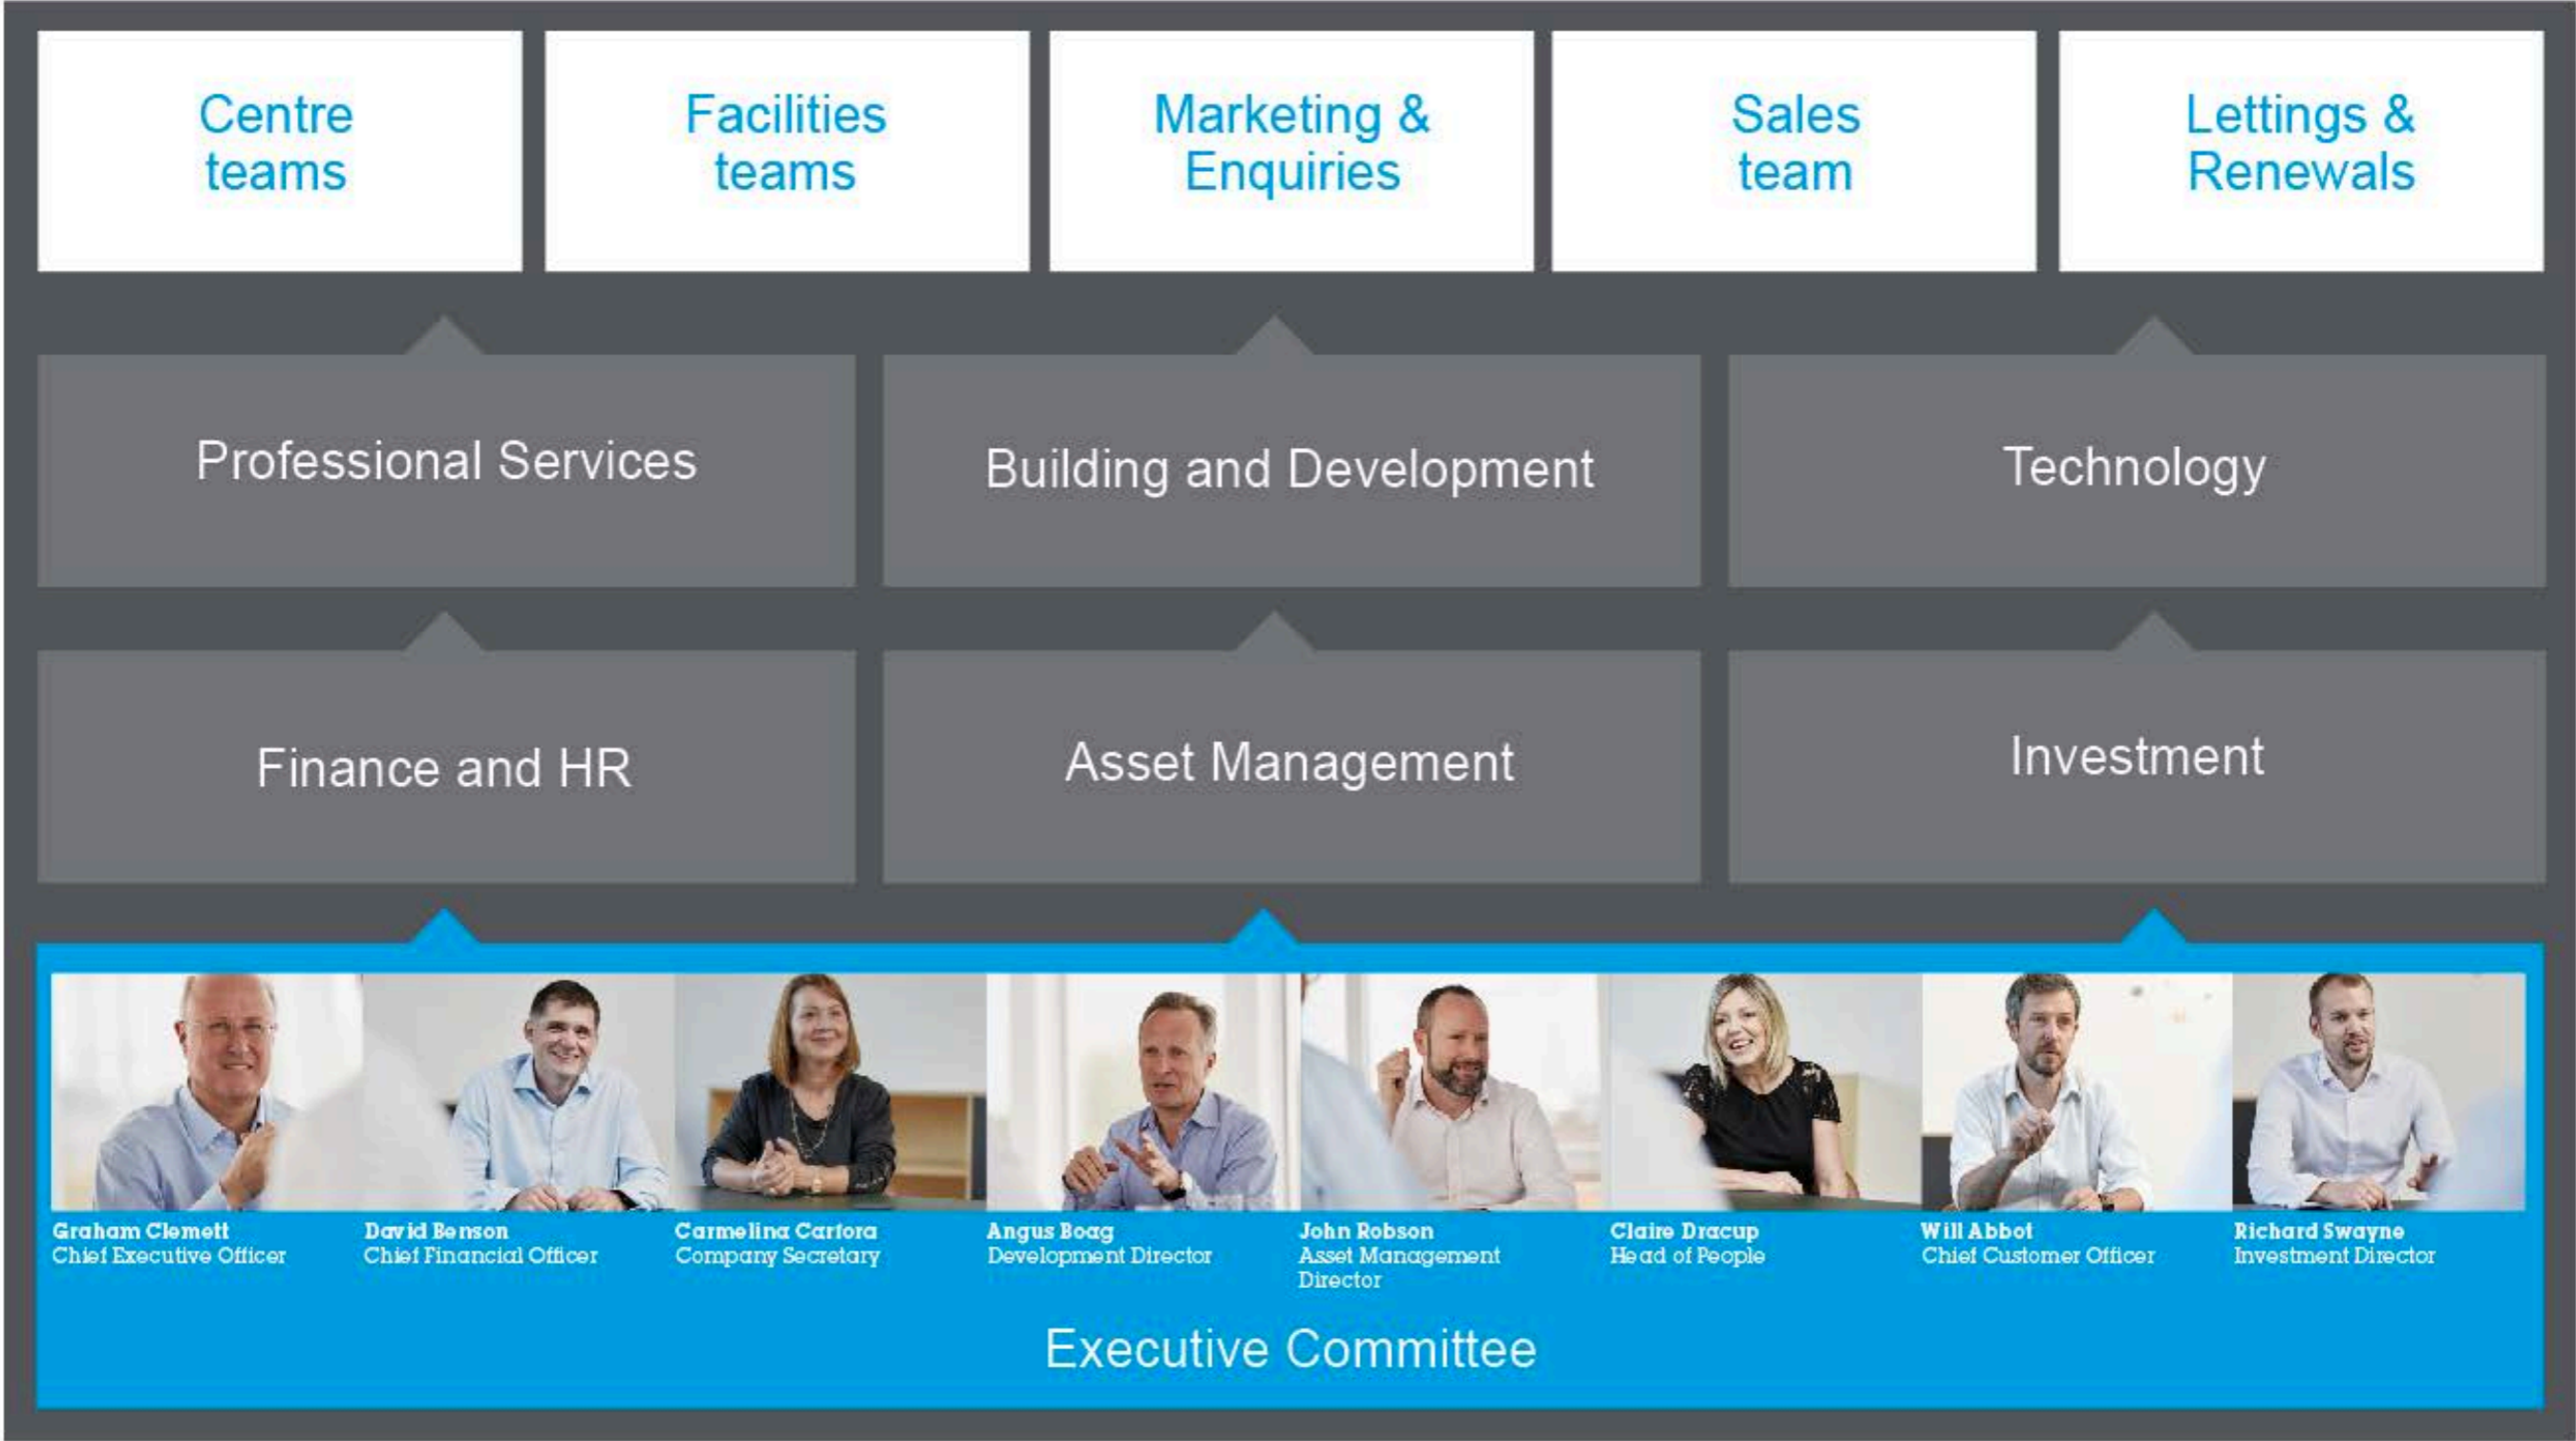 Centre
teams
Facilities
teams
Marketing &
Enquiries
Sales
team
Lettings &
Renewals
Professional Services
Building and Development
Technology
Finance and HR
Asset Management
Investment
Graham Clemett
Chief Executive Officer
David Benson
Chief Financial Officer
Carmelina Carfora
Company Secretary
Angus Boag
Development Director
John Robson
Asset Management
Director
Claire Dracup
Head of People
Will Abbot
Chief Customer Officer
Richard Swayne
Investment Director
Executive Committee